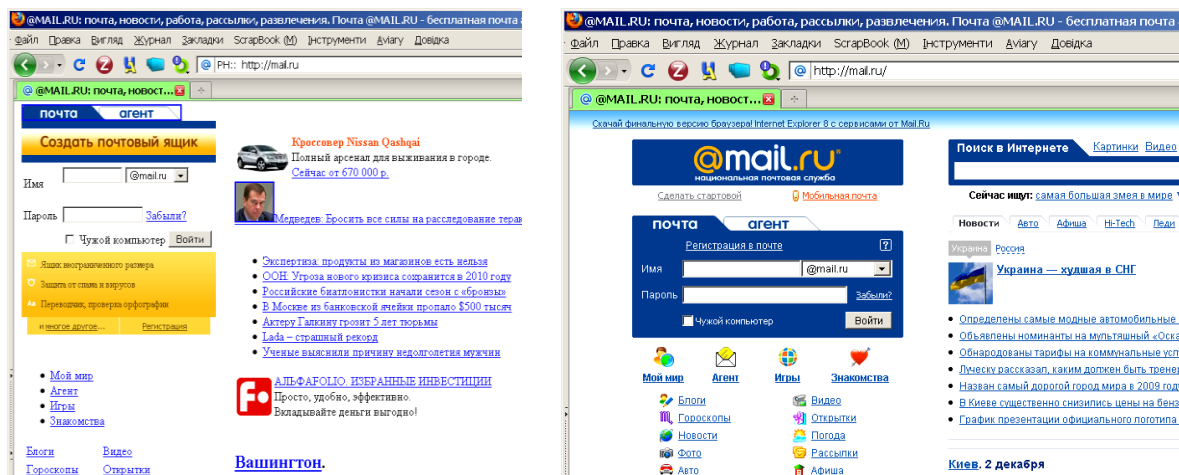 @MAIL.RU: почта, новости, работа, рассылки, развлечения. Почта @MAIL.RU - бесплатная почта
Файл Правка Вигляд Журнал Закладки ScrapBook (M) Інструменти Aviary Довідка
PH:: http://mail.ru
@MAIL.RU: почта, новост...
почта агент
Создать почтовый ящик
Имя @mail.ru
Пароль Забыли?
Чужой компьютер Войти
Ящик неограниченного размера
Защита от спама и вирусов
Переводчик, проверка орфографии
и многое другое... Регистрация
Мой мир
Агент
Игры
Знакомства
Блоги Видео
Гороскопы Открытки
Кроссовер Nissan Qashqai
Полный арсенал для выживания в городе.
Сейчас от 670 000 р.
Медведев: Бросить все силы на расследование
Экспертиза: продукты из магазинов есть нельзя
ООН: Угроза нового кризиса сохранится в 2010 году
Российские биатлонистки начали сезон с «бронзы»
В Москве из банковской ячейки пропало $500 тысяч
Актеру Галкину грозит 5 лет тюрьмы
Lada – страшный рекорд
Ученые выяснили причину недолголетия мужчин
АЛЬФАFOLIO. ИЗБРАННЫЕ ИНВЕСТИЦИИ
Просто, удобно, эффективно.
Вкладывайте деньги выгодно!
Вашингтон.
@MAIL.RU: почта, новости, работа, рассылки, развлечения. Почта @MAIL.RU - бесплатная почта
Файл Правка Вигляд Журнал Закладки ScrapBook (M) Інструменти Aviary Довідка
http://mail.ru/
@MAIL.RU: почта, новост...
Скачай финальную версию браузера! Internet Explorer 8 с сервисами от Mail.Ru
@mail.ru
национальная почтовая служба
Сделать стартовой Мобильная почта
почта агент
Регистрация в почте ?
Имя @mail.ru
Пароль Забыли?
Чужой компьютер Войти
Мой мир Агент Игры Знакомства
Блоги Видео
Гороскопы Открытки
Новости Погода
Фото Рассылки
Авто Афиша
Поиск в Интернете Картинки Видео
Сейчас ищут: самая большая змея в мире
Новости Авто Афиша Hi-Tech Леди
Украина Россия
Украина — худшая в СНГ
Определены самые модные автомобильные
Объявлены номинанты на мультяшный
Обнародованы тарифы на коммунальные
Луческу рассказал, каким должен быть
Назван самый дорогой город мира в 2009
В Киеве существенно снизились цены на
График презентации официального логотипа
Киев. 2 декабря